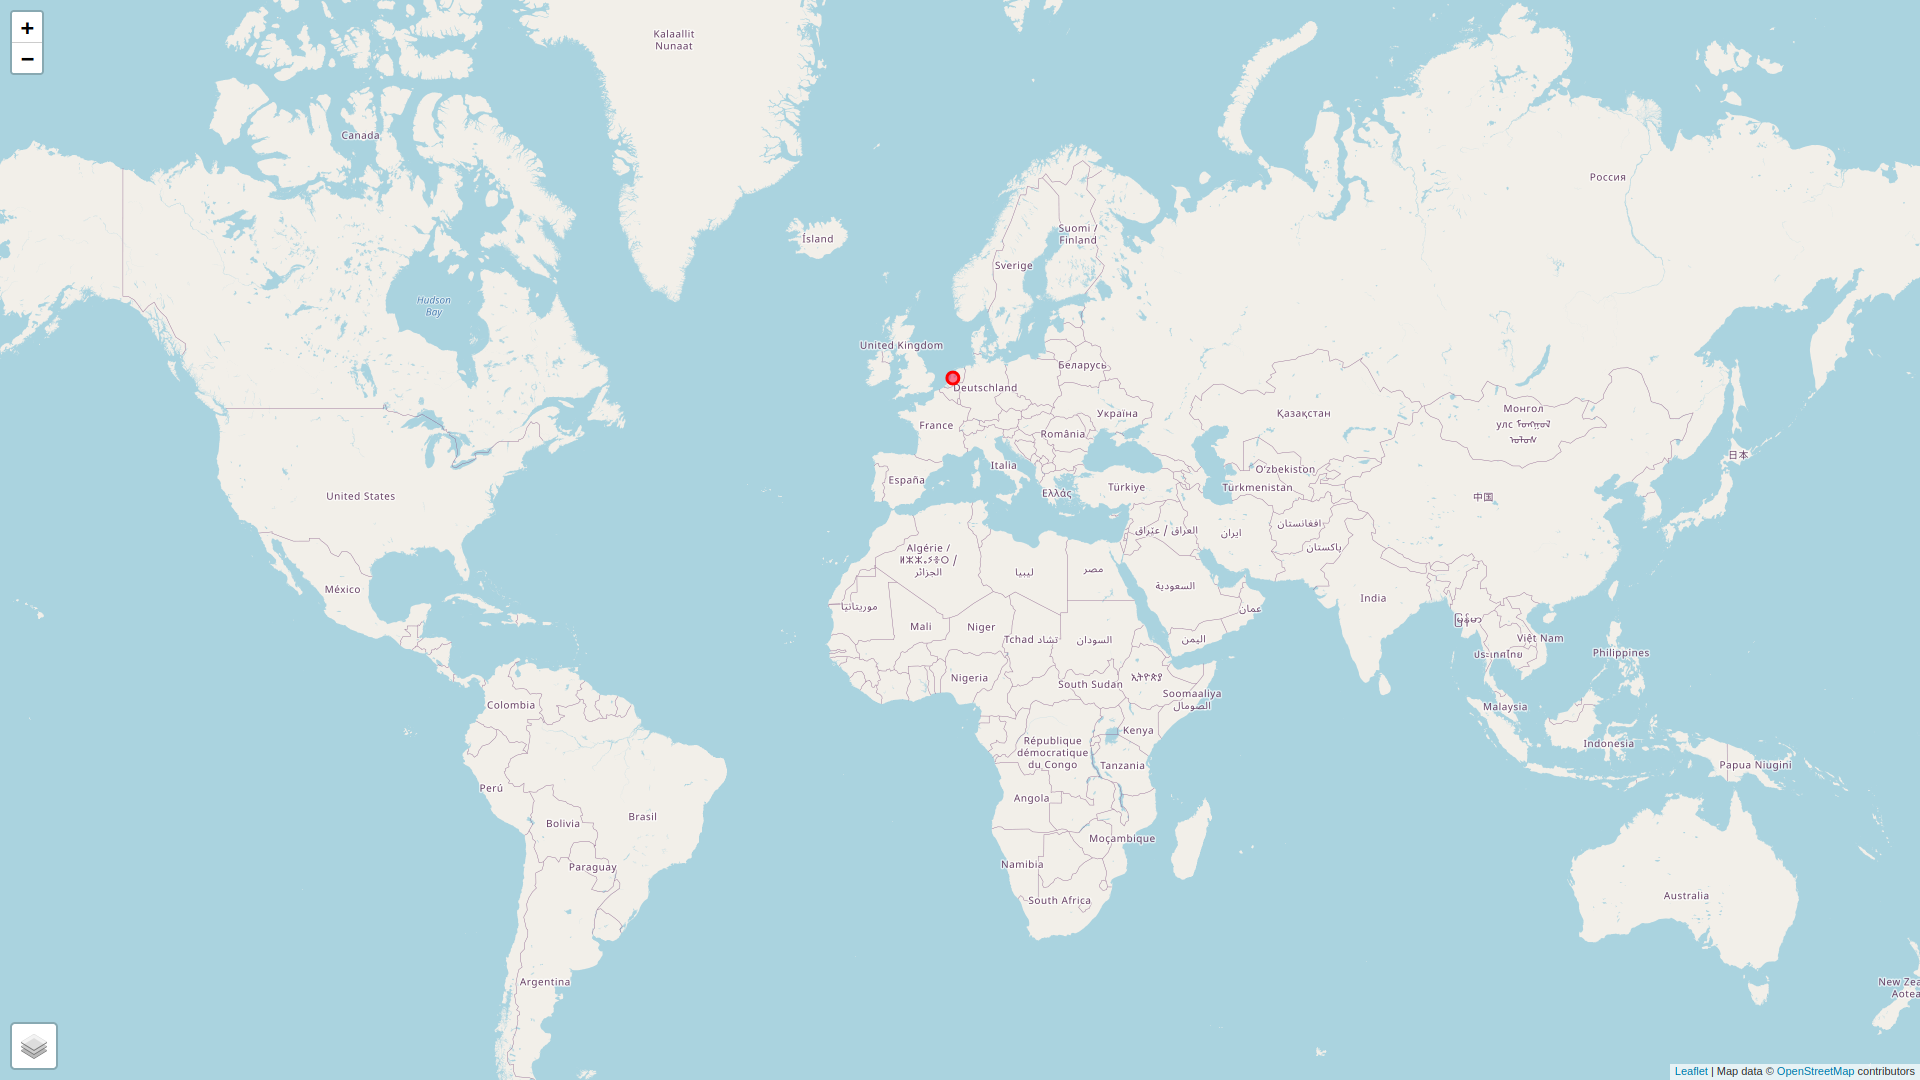 +
−
Kalaallit
Nunaat
Canada
Россия
Ísland
Suomi /
Finland
Sverige
Hudson
Bay
United Kingdom
Беларусь
Deutschland
Қазақстан
Монгол
улс
Україна
France
România
日本
Italia
Oʻzbekiston
España
Türkiye
Türkmenistan
Ελλάς
United States
中国
افغانستان
العراق / عێراق
ایران
پاکستان
Algérie /
ⵍⵣⵣⴰⵢⴻⵔ /
الجزائر
ليبيا
مصر
México
السعودية
India
عمان
موريتانيا
မြန်မာ
Mali
Niger
Tchad تشاد
السودان
اليمن
Việt Nam
ประเทศไทย
Philippines
Nigeria
South Sudan
ኢትዮጵያ
Soomaaliya
الصومال
Colombia
Malaysia
Kenya
République
démocratique
du Congo
Indonesia
Tanzania
Papua Niugini
Perú
Angola
Brasil
Bolivia
Moçambique
Namibia
Paraguay
South Africa
Australia
Argentina
New Zea
Aotea
Leaflet | Map data © OpenStreetMap contributors